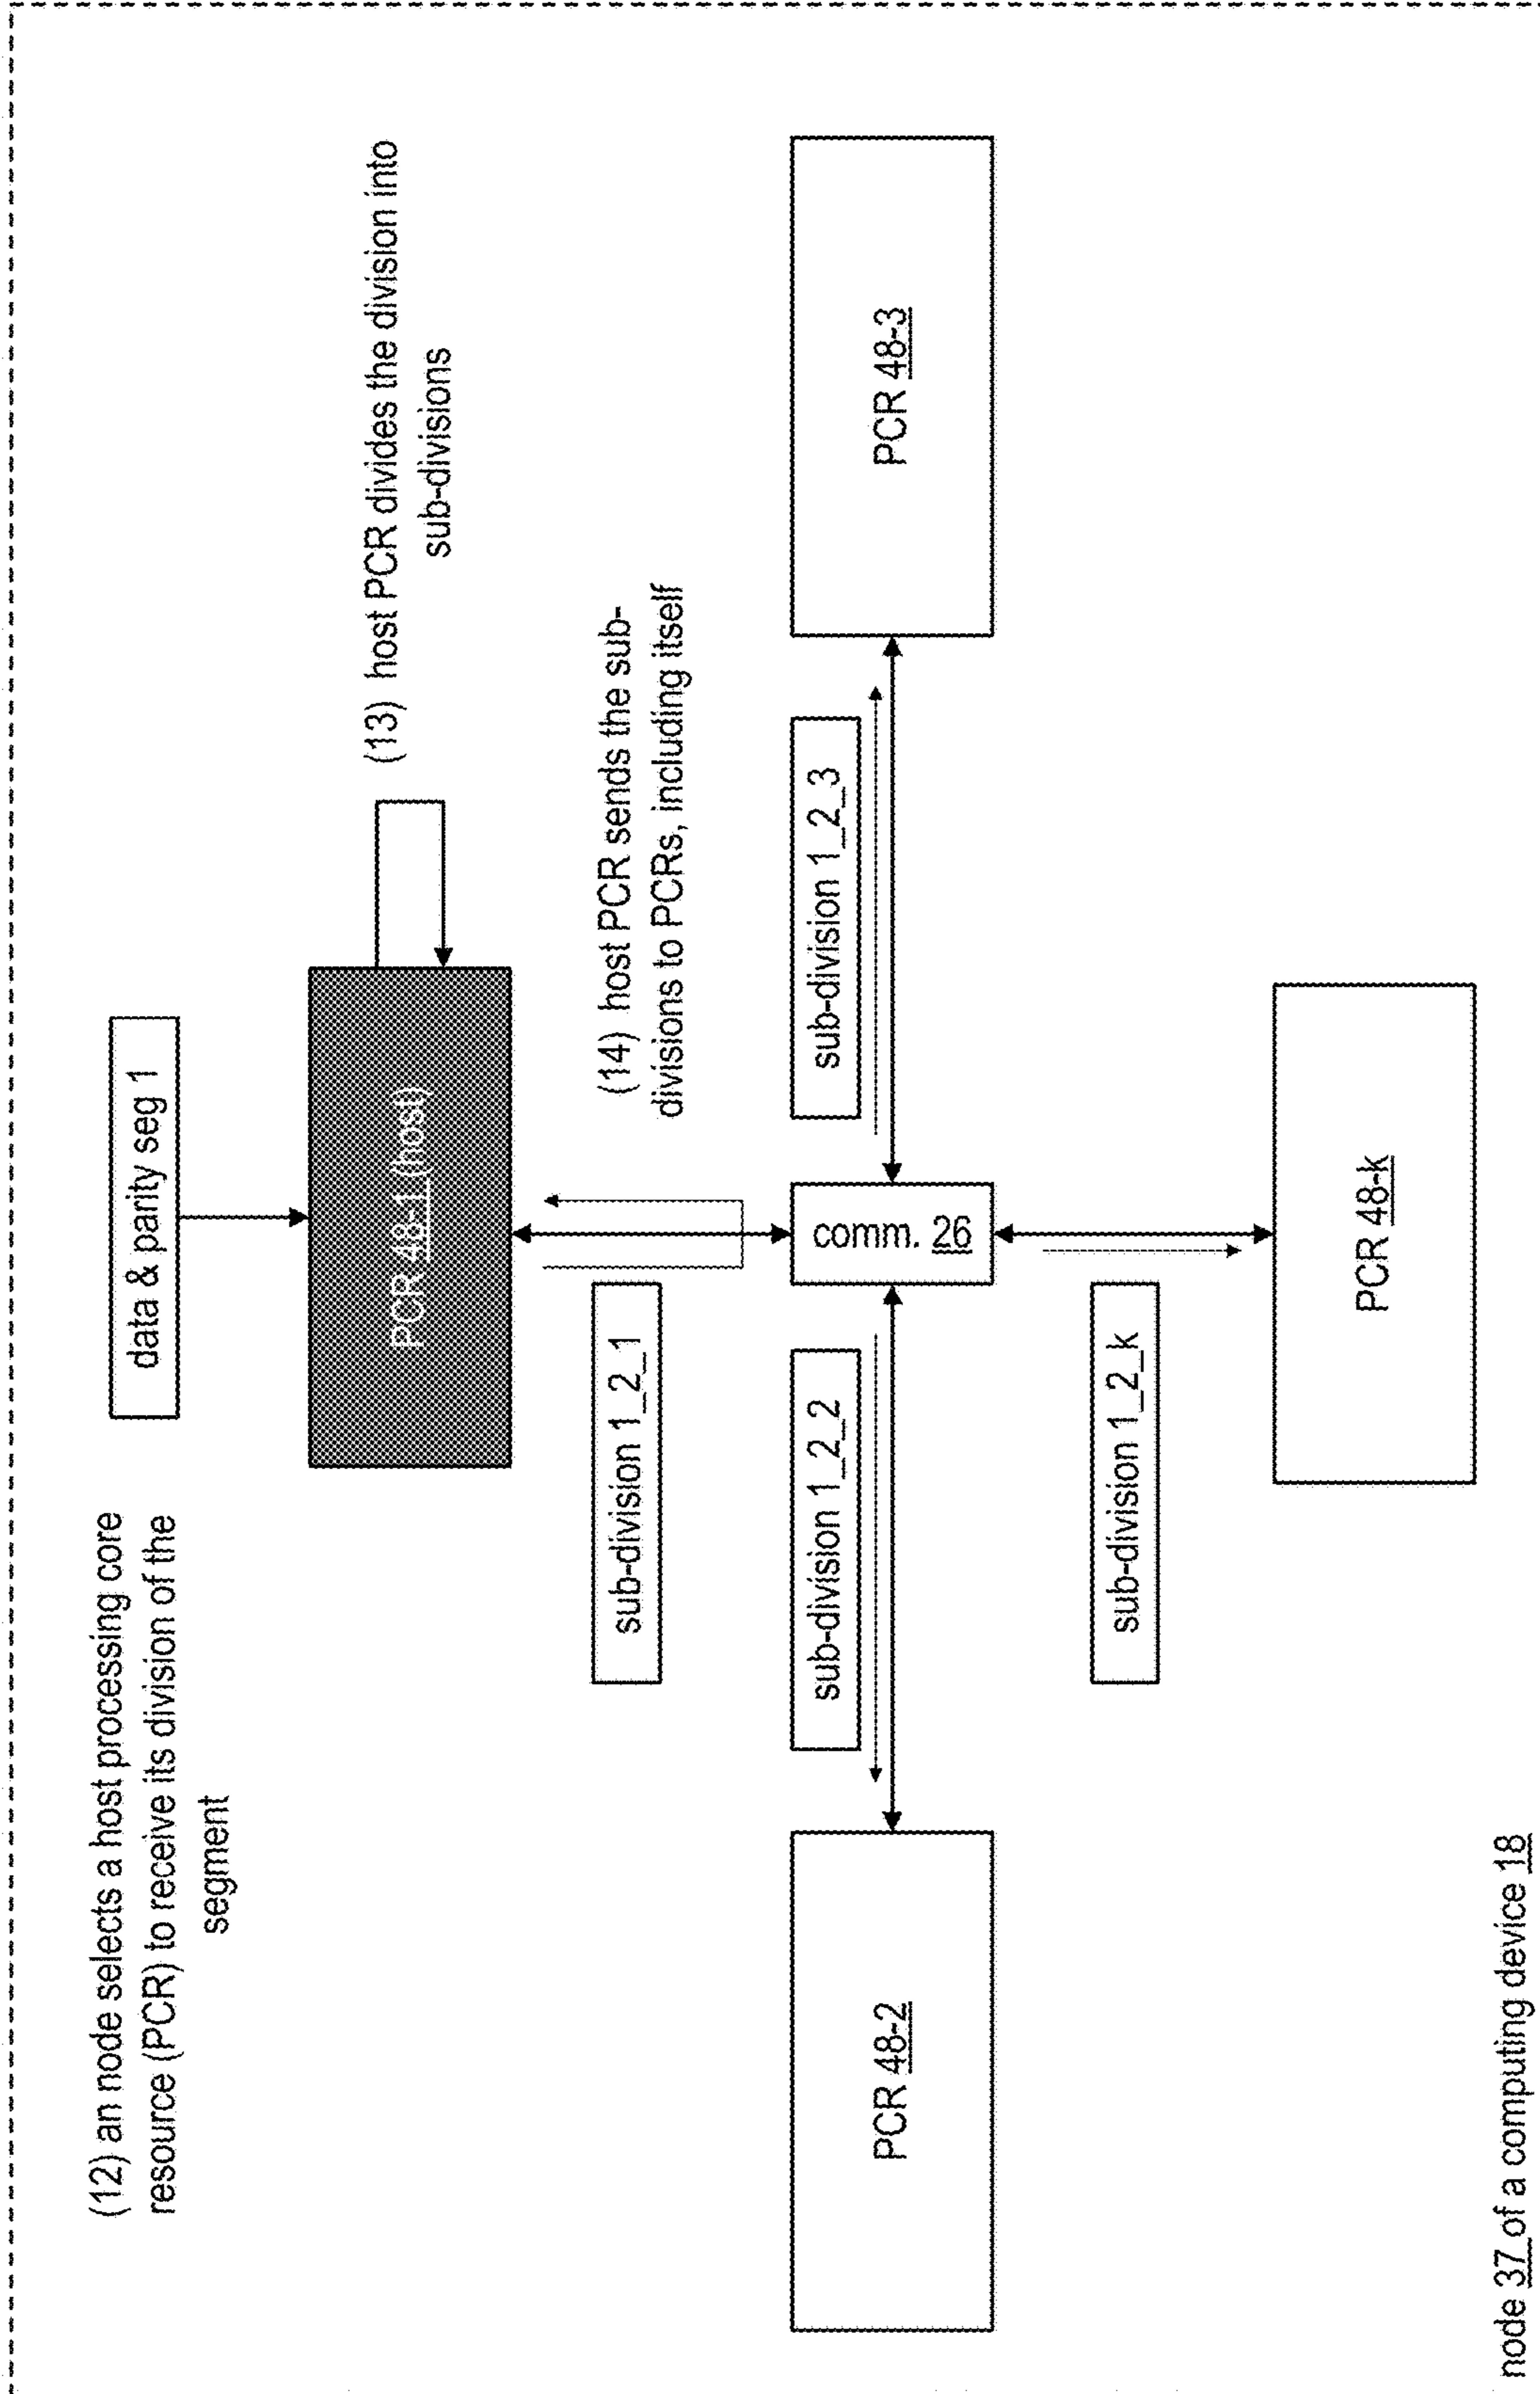 (12) an node selects a host processing core
resource (PCR) to receive its division of the
segment
data & parity seg 1
PCR 48-1 (host)
(13) host PCR divides the division into
sub-divisions
sub-division 1_2_1
(14) host PCR sends the sub-
divisions to PCRs, including itself
PCR 48-2
sub-division 1_2_2
comm. 26
sub-division 1_2_3
PCR 48-3
sub-division 1_2_k
PCR 48-k
node 37 of a computing device 18